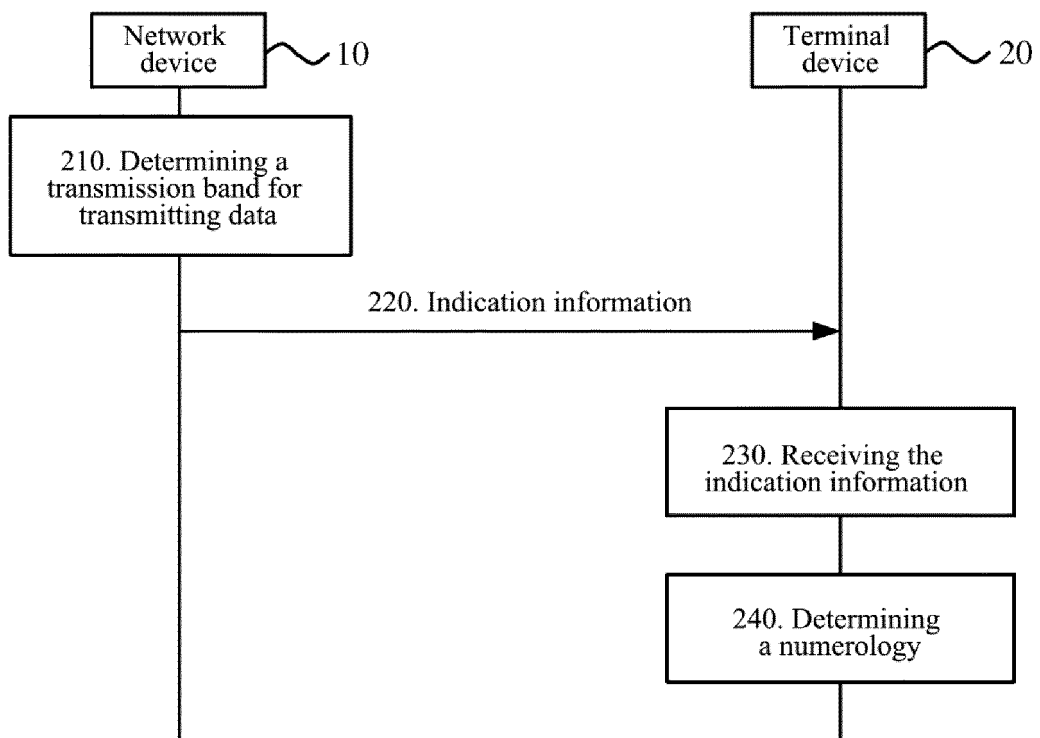 Network
device
10
Terminal
device
20
210. Determining a
transmission band for
transmitting data
220. Indication information
230. Receiving the
indication information
240. Determining
a numerology